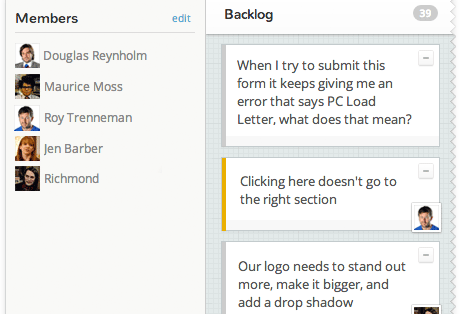 Members
edit
Douglas Reynholm
Maurice Moss
Roy Trenneman
Jen Barber
Richmond
Backlog
39
When I try to submit this
form it keeps giving me an
error that says PC Load
Letter, what does that mean?
Clicking here doesn't go to
the right section
Our logo needs to stand out
more, make it bigger, and
add a drop shadow